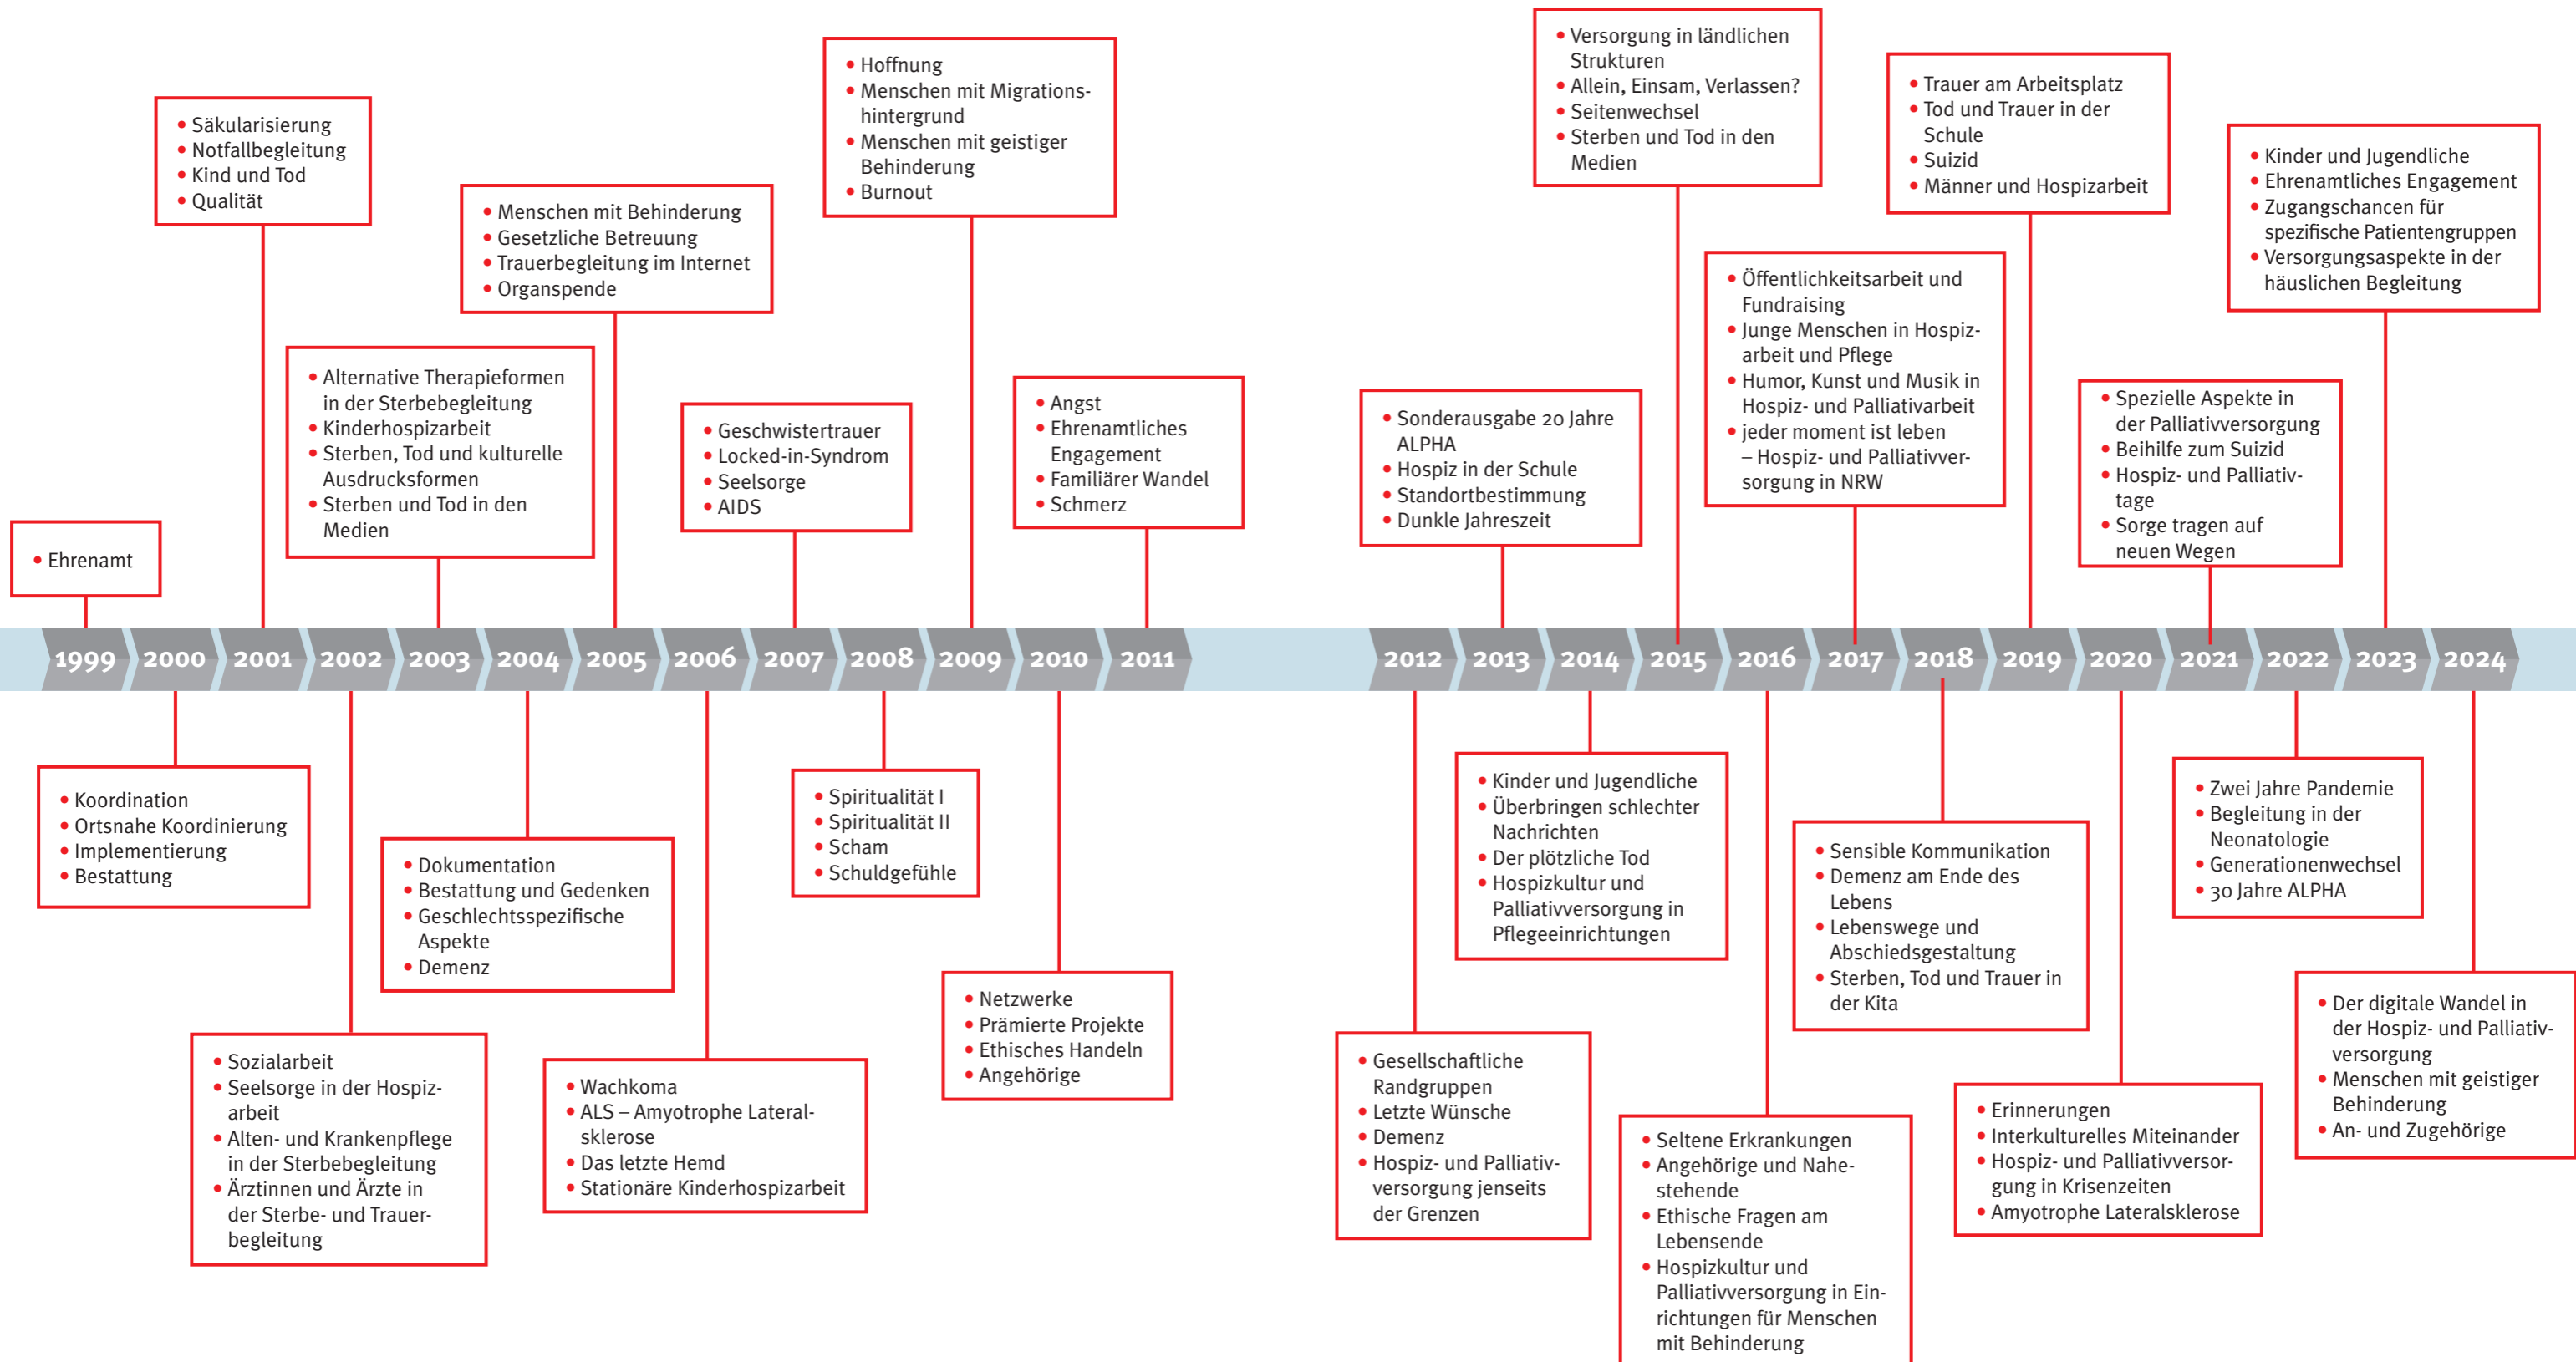 • Ehrenamt
• Säkularisierung
• Notfallbegleitung
• Kind und Tod
• Qualität
• Alternative Therapieformen
in der Sterbebegleitung
• Kinderhospizarbeit
• Sterben, Tod und kulturelle
Ausdrucksformen
• Sterben und Tod in den
Medien
• Menschen mit Behinderung
• Gesetzliche Betreuung
• Trauerbegleitung im Internet
• Organspende
• Geschwistertrauer
• Locked-in-Syndrom
• Seelsorge
• AIDS
• Hoffnung
• Menschen mit Migrations-
hintergrund
• Menschen mit geistiger
Behinderung
• Burnout
• Angst
• Ehrenamtliches
Engagement
• Familiärer Wandel
• Schmerz
• Sonderausgabe 20 Jahre
ALPHA
• Hospiz in der Schule
• Standortbestimmung
• Dunkle Jahreszeit
• Versorgung in ländlichen
Strukturen
• Allein, Einsam, Verlassen?
• Seitenwechsel
• Sterben und Tod in den
Medien
• Öffentlichkeitsarbeit und
Fundraising
• Junge Menschen in Hospiz-
arbeit und Pflege
• Humor, Kunst und Musik in
Hospiz- und Palliativarbeit
• jeder moment ist leben
– Hospiz- und Palliativver-
sorgung in NRW
• Trauer am Arbeitsplatz
• Tod und Trauer in der
Schule
• Suizid
• Männer und Hospizarbeit
• Spezielle Aspekte in
der Palliativversorgung
• Beihilfe zum Suizid
• Hospiz- und Palliativ-
tage
• Sorge tragen auf
neuen Wegen
• Kinder und Jugendliche
• Ehrenamtliches Engagement
• Zugangschancen für
spezifische Patientengruppen
• Versorgungsaspekte in der
häuslichen Begleitung
1999 2000 2001 2002 2003 2004 2005 2006 2007 2008 2009 2010 2011 2012 2013 2014 2015 2016 2017 2018 2019 2020 2021 2022 2023 2024
• Koordination
• Ortsnahe Koordinierung
• Implementierung
• Bestattung
• Sozialarbeit
• Seelsorge in der Hospiz-
arbeit
• Alten- und Krankenpflege
in der Sterbebegleitung
• Ärztinnen und Ärzte in
der Sterbe- und Trauer-
begleitung
• Dokumentation
• Bestattung und Gedenken
• Geschlechtsspezifische
Aspekte
• Demenz
• Wachkoma
• ALS – Amyotrophe Lateral-
sklerose
• Das letzte Hemd
• Stationäre Kinderhospizarbeit
• Spiritualität I
• Spiritualität II
• Scham
• Schuldgefühle
• Netzwerke
• Prämierte Projekte
• Ethisches Handeln
• Angehörige
• Gesellschaftliche
Randgruppen
• Letzte Wünsche
• Demenz
• Hospiz- und Palliativ-
versorgung jenseits
der Grenzen
• Kinder und Jugendliche
• Überbringen schlechter
Nachrichten
• Der plötzliche Tod
• Hospizkultur und
Palliativversorgung in
Pflegeeinrichtungen
• Seltene Erkrankungen
• Angehörige und Nahe-
stehende
• Ethische Fragen am
Lebensende
• Hospizkultur und
Palliativversorgung in Ein-
richtungen für Menschen
mit Behinderung
• Sensible Kommunikation
• Demenz am Ende des
Lebens
• Lebenswege und
Abschiedsgestaltung
• Sterben, Tod und Trauer in
der Kita
• Erinnerungen
• Interkulturelles Miteinander
• Hospiz- und Palliativversor-
gung in Krisenzeiten
• Amyotrophe Lateralsklerose
• Zwei Jahre Pandemie
• Begleitung in der
Neonatologie
• Generationenwechsel
• 30 Jahre ALPHA
• Der digitale Wandel in
der Hospiz- und Palliativ-
versorgung
• Menschen mit geistiger
Behinderung
• An- und Zugehörige